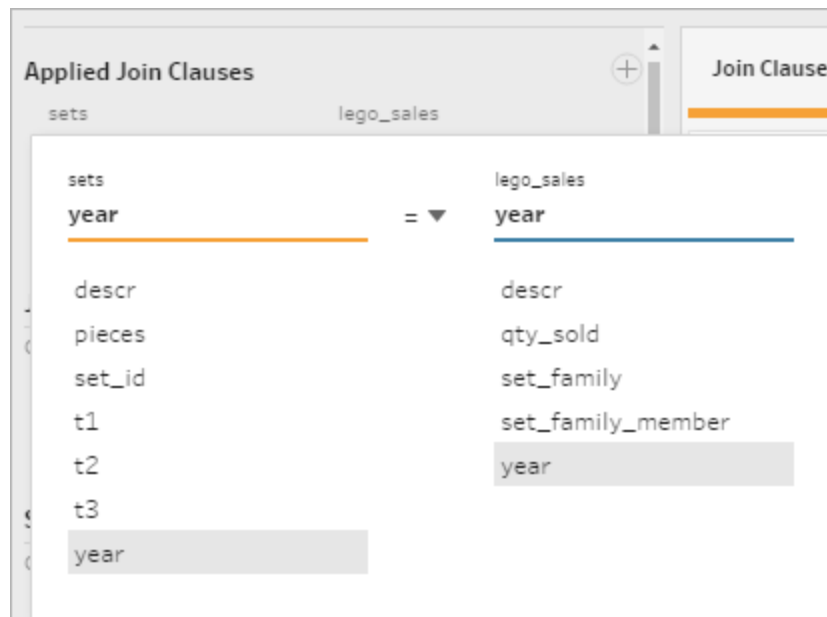 Applied Join Clauses
Join Clause
sets lego_sales
sets lego_sales
year = year
descr descr
pieces qty_sold
set_id set_family
t1 set_family_member
t2 year
t3
year